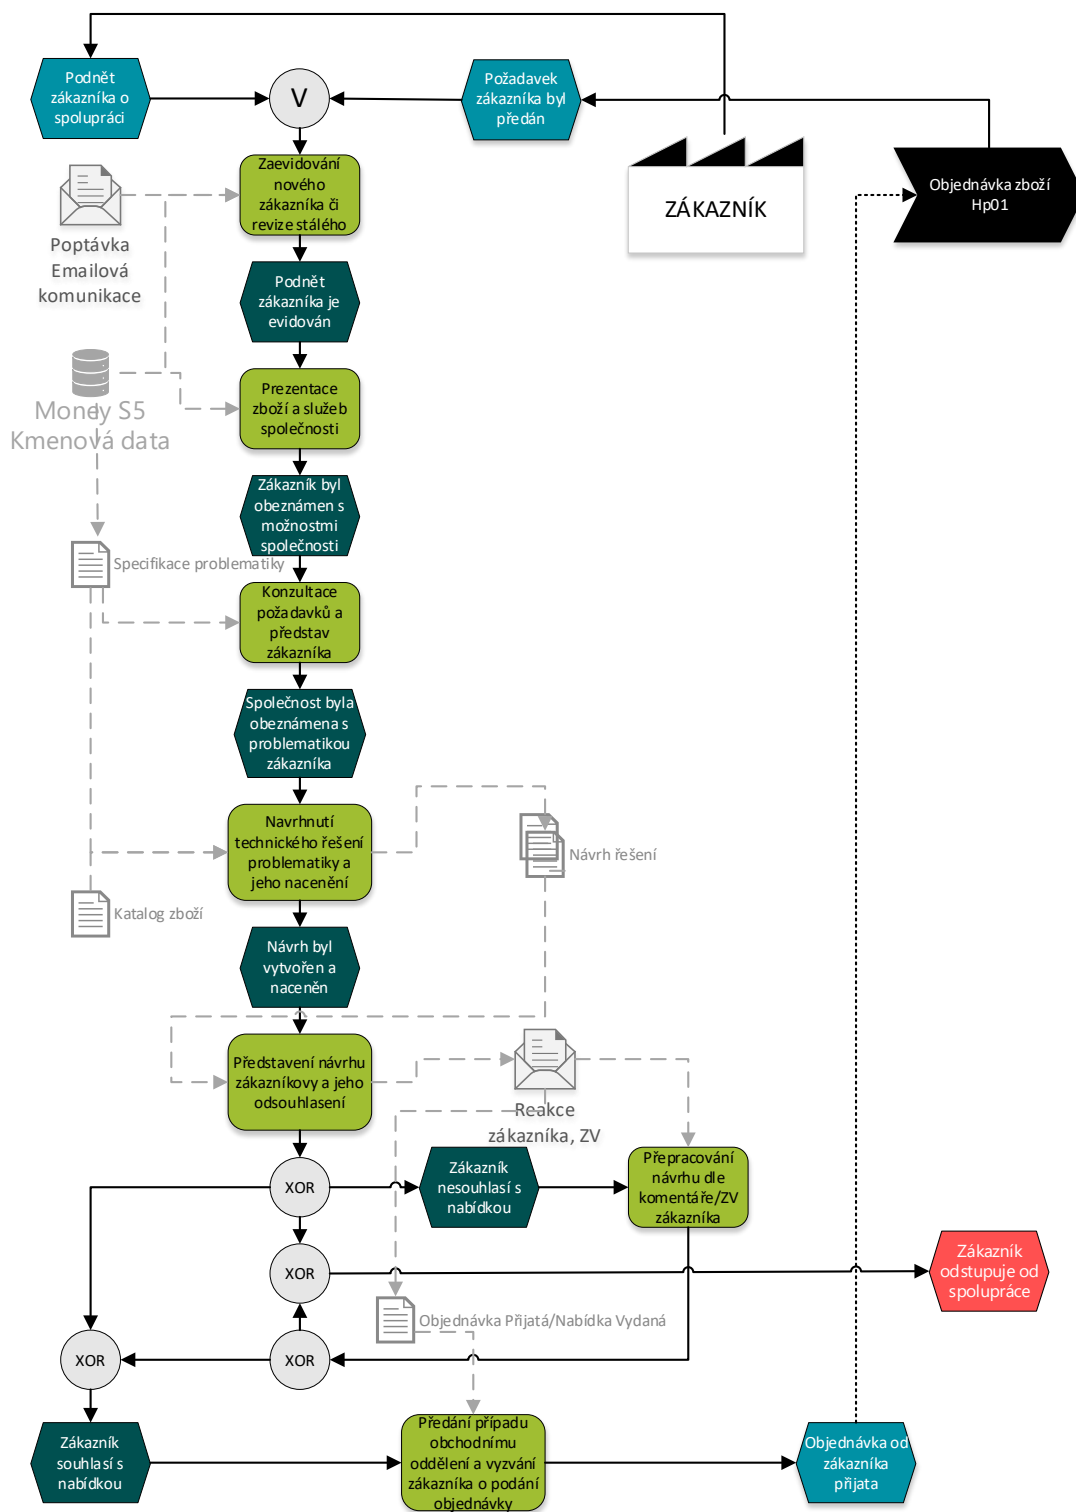 Podnět
zákazníka o
spolupráci
V
Požadavek
zákazníka byl
předán
Zaevidování
nového
zákazníka či
revize stálého
ZÁKAZNÍK
Objednávka zboží
Hp01
Poptávka
Emailová
komunikace
Podnět
zákazníka je
evidován
Money S5
Kmenová data
Prezentace
zboží a služeb
společnosti
Zákazník byl
obeznámen s
možnostmi
společnosti
Specifikace problematiky
Konzultace
požadavků a
představ
zákazníka
Společnost byla
obeznámena s
problematikou
zákazníka
Navrhnutí
technického řešení
problematiky a
jeho nacenění
Návrh řešení
Katalog zboží
Návrh byl
vytvořen a
naceněn
Představení návrhu
zákazníkovy a jeho
odsouhlasení
Reakce
zákazníka, ZV
XOR
Zákazník
nesouhlasí s
nabídkou
Přepracování
návrhu dle
komentáře/ZV
zákazníka
XOR
Zákazník
odstupuje od
spolupráce
Objednávka Přijatá/Nabídka Vydaná
XOR
XOR
Zákazník
souhlasí s
nabídkou
Předání případu
obchodnímu
oddělení a vyzvání
zákazníka o podání
objednávky
Objednávka od
zákazníka
přijata